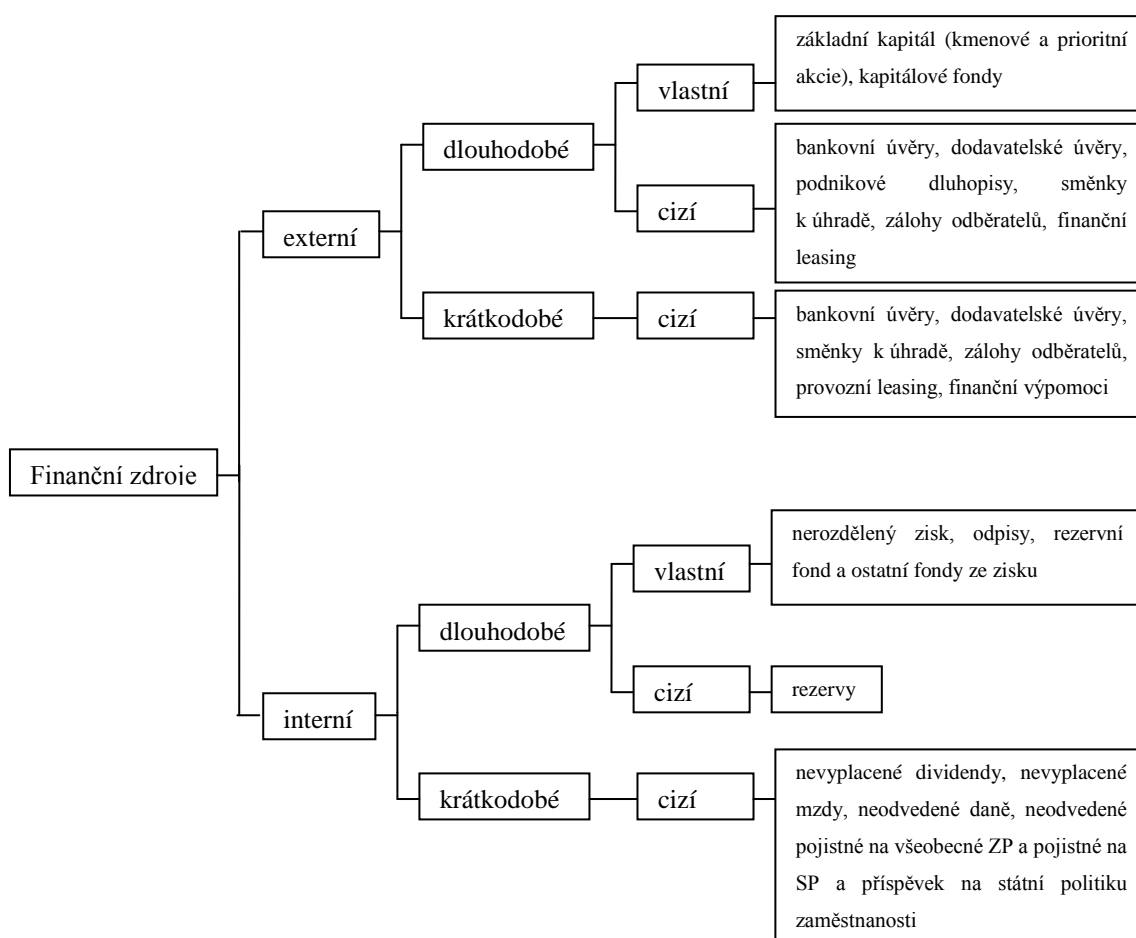 základní kapitál (kmenové a prioritní
akcie), kapitálové fondy
vlastní
dlouhodobé
bankovní úvěry, dodavatelské úvěry,
podnikové dluhopisy, směnky
k úhradě, zálohy odběratelů, finanční
leasing
cizí
externí
krátkodobé
cizí
bankovní úvěry, dodavatelské úvěry,
směnky k úhradě, zálohy odběratelů,
provozní leasing, finanční výpomoci
Finanční zdroje
nerozdělený zisk, odpisy, rezervní
fond a ostatní fondy ze zisku
vlastní
dlouhodobé
cizí
rezervy
interní
krátkodobé
cizí
nevyplacené dividendy, nevyplacené
mzdy, neodvedené daně, neodvedené
pojistné na všeobecné ZP a pojistné na
SP a příspěvek na státní politiku
zaměstnanosti